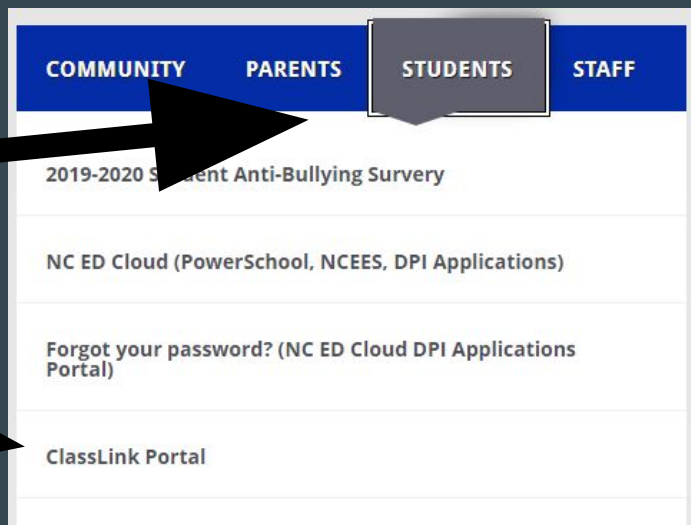 COMMUNITY PARENTS STUDENTS STAFF
2019-2020 Student Anti-Bullying Survery
NC ED Cloud (PowerSchool, NCEES, DPI Applications)
Forgot your password? (NC ED Cloud DPI Applications
Portal)
ClassLink Portal